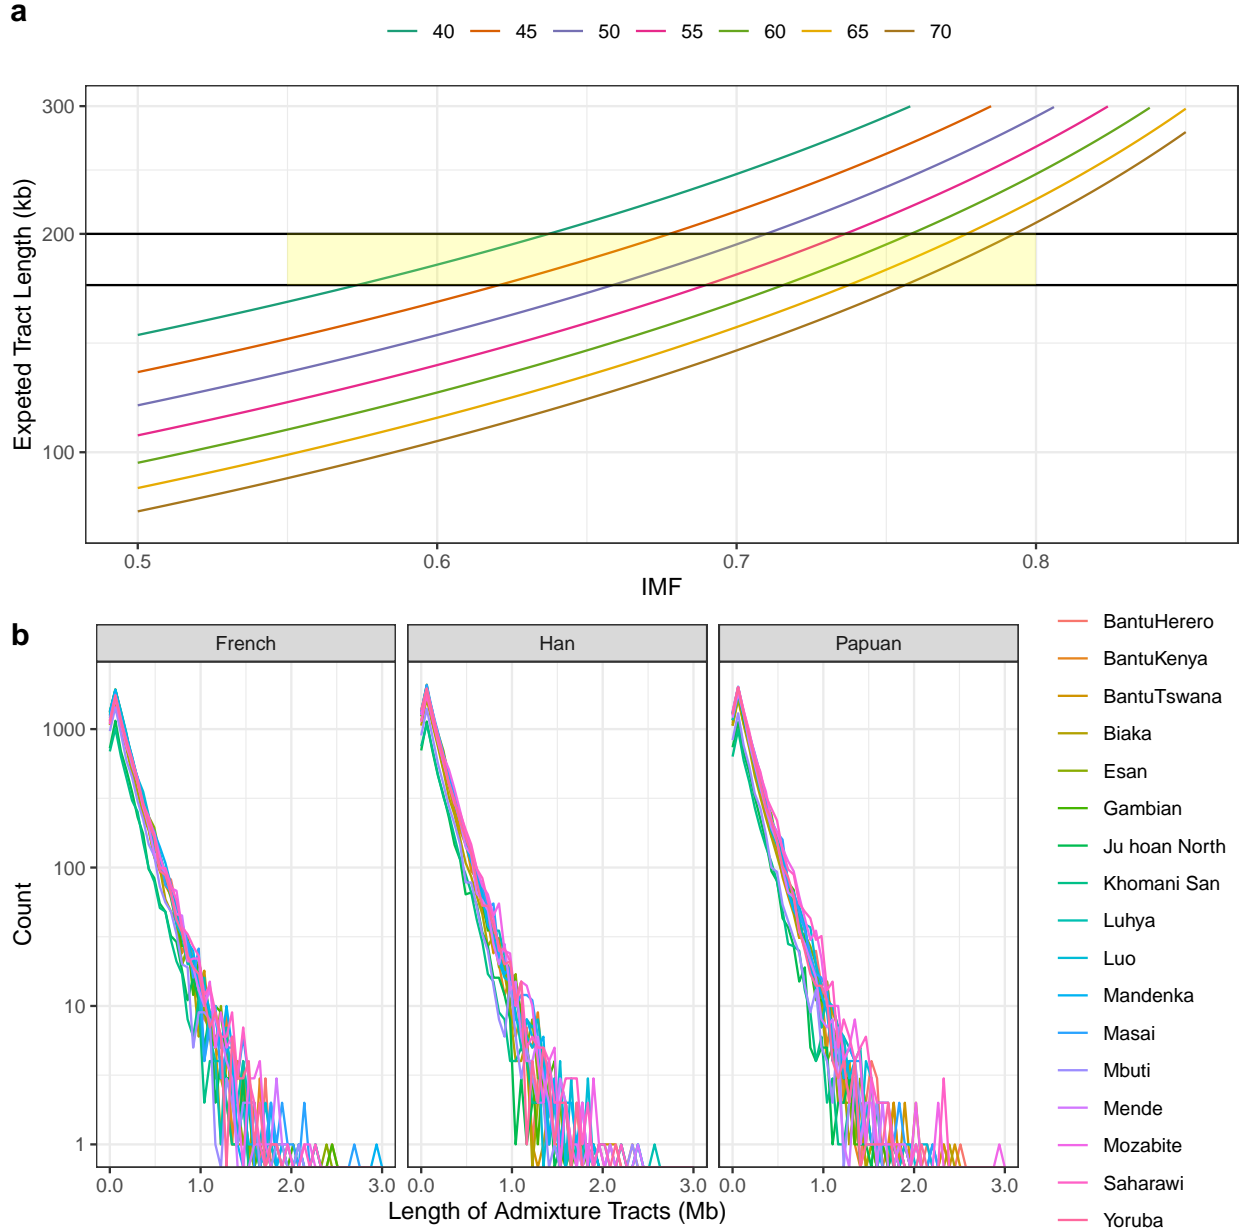 a
40 45 50 55 60 65 70
300
200
100
Expeted Tract Length (kb)
0.5 0.6 0.7 0.8
IMF
b
French Han Papuan
1000
100
10
1
Count
0.0 1.0 2.0 3.0 0.0 1.0 2.0 3.0 0.0 1.0 2.0 3.0
Length of Admixture Tracts (Mb)
BantuHerero
BantuKenya
BantuTswana
Biaka
Esan
Gambian
Ju hoan North
Khomani San
Luhya
Luo
Mandenka
Masai
Mbuti
Mende
Mozabite
Saharawi
Yoruba